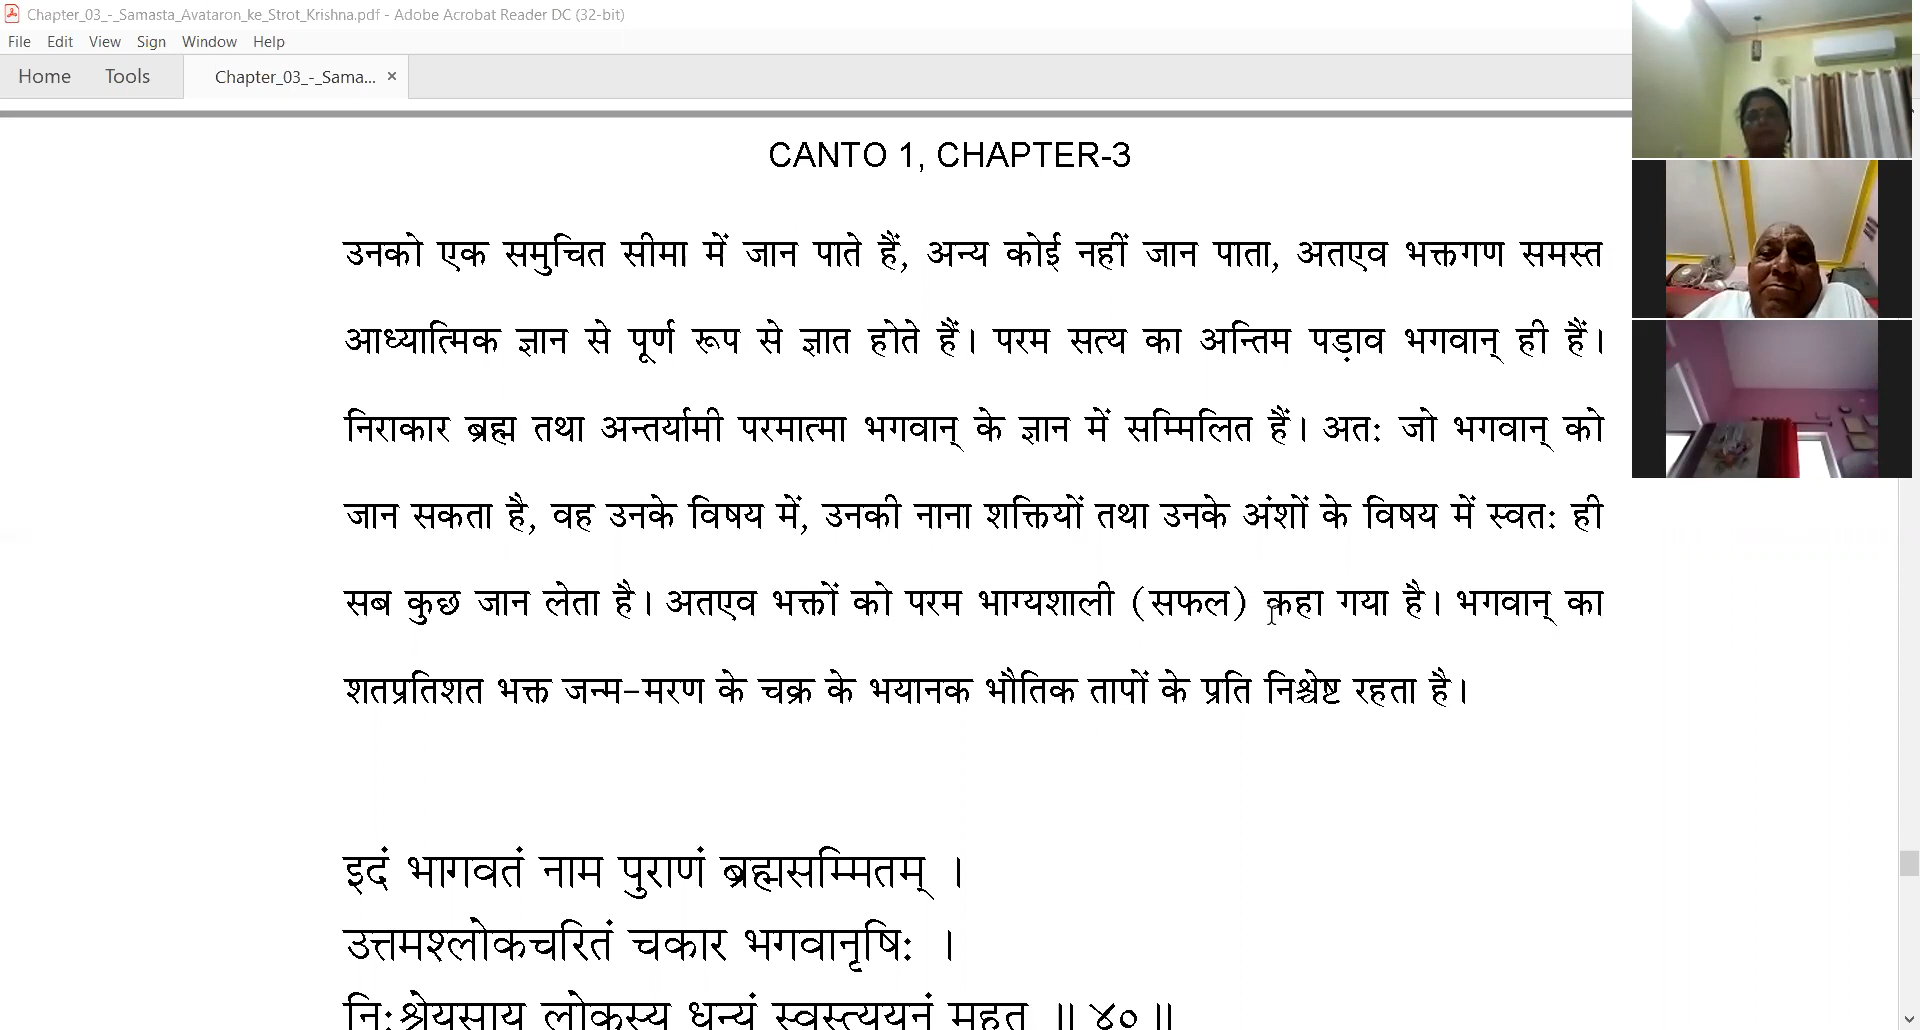 Chapter_03_-_Samasta_Avataron_ke_Strot_Krishna.pdf - Adobe Acrobat Reader DC (32-bit)
File Edit View Sign Window Help
Home Tools Chapter_03_-_Sama... ×
CANTO 1, CHAPTER-3
उनको एक समुचित सीमा में जान पाते हैं, अन्य कोई नहीं जान पाता, अतएव भक्तगण समस्त
आध्यात्मिक ज्ञान से पूर्ण रूप से ज्ञात होते हैं। परम सत्य का अन्तिम पड़ाव भगवान् ही हैं।
निराकार ब्रह्म तथा अन्तर्यामी परमात्मा भगवान् के ज्ञान में सम्मिलित हैं। अतः जो भगवान् को
जान सकता है, वह उनके विषय में, उनकी नाना शक्तियों तथा उनके अंशों के विषय में स्वतः ही
सब कुछ जान लेता है। अतएव भक्तों को परम भाग्यशाली (सफल) कहा गया है। भगवान् का
शतप्रतिशत भक्त जन्म-मरण के चक्र के भयानक भौतिक तापों के प्रति निश्चेष्ट रहता है।
इदं भागवतं नाम पुराणं ब्रह्मसम्मितम् ।
उत्तमश्लोकचरितं चकार भगवानृषिः ।
निःश्रेयसाय लोकस्य धन्यं स्वस्त्ययनं महत् ॥ ४० ॥